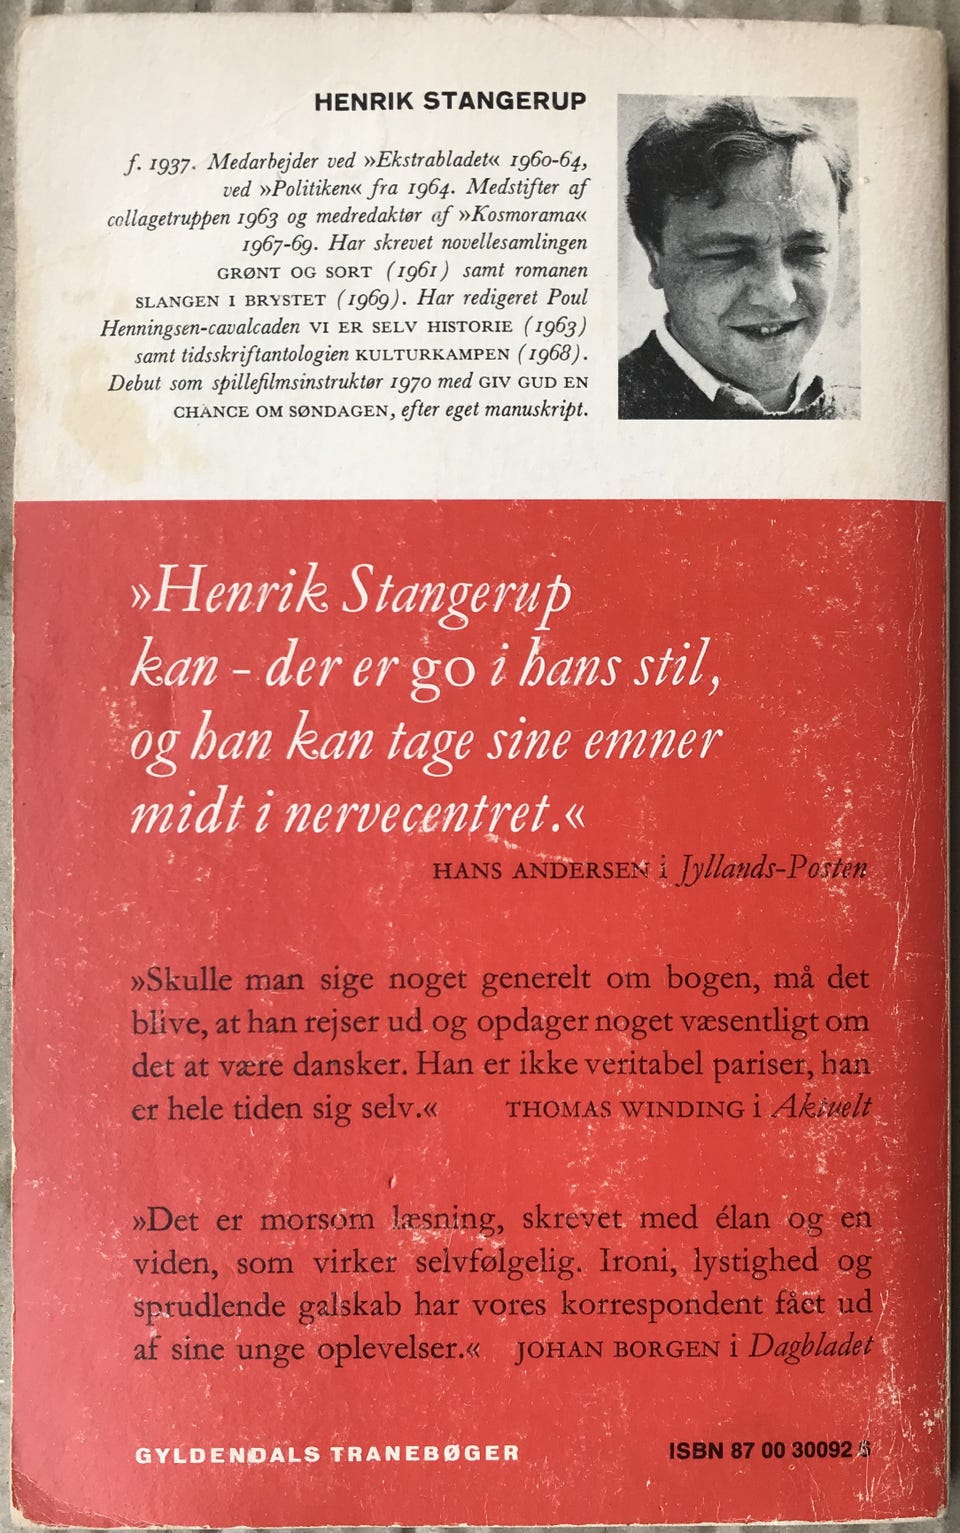 HENRIK STANGERUP
f. 1937. Medarbejder ved »Ekstrabladet« 1960-64,
ved »Politiken« fra 1964. Medstifter af
collagetruppen 1963 og medredaktør af »Kosmorama«
1967-69. Har skrevet novellesamlingen
GRØNT OG SORT (1961) samt romanen
SLANGEN I BRYSTET (1969). Har redigeret Poul
Henningsen-cavalcaden VI ER SELV HISTORIE (1963)
samt tidsskriftantologien KULTURKAMPEN (1968).
Debut som spillefilmsinstruktør 1970 med GIV GUD EN
CHANCE OM SØNDAGEN, efter eget manuskript.
»Henrik Stangerup
kan - der er go i hans stil,
og han kan tage sine emner
midt i nervecentret.«
HANS ANDERSEN i Jyllands-Posten
»Skulle man sige noget generelt om bogen, må det
blive, at han rejser ud og opdager noget væsentligt om
det at være dansker. Han er ikke veritabel pariser, han
er hele tiden sig selv.« THOMAS WINDING i Aktuelt
»Det er morsom læsning, skrevet med élan og en
viden, som virker selvfølgelig. Ironi, lystighed og
sprudlende galskab har vores korrespondent fået ud
af sine unge oplevelser.« JOHAN BORGEN i Dagbladet
GYLDENDALS TRANEBØGER
ISBN 87 00 30092 6